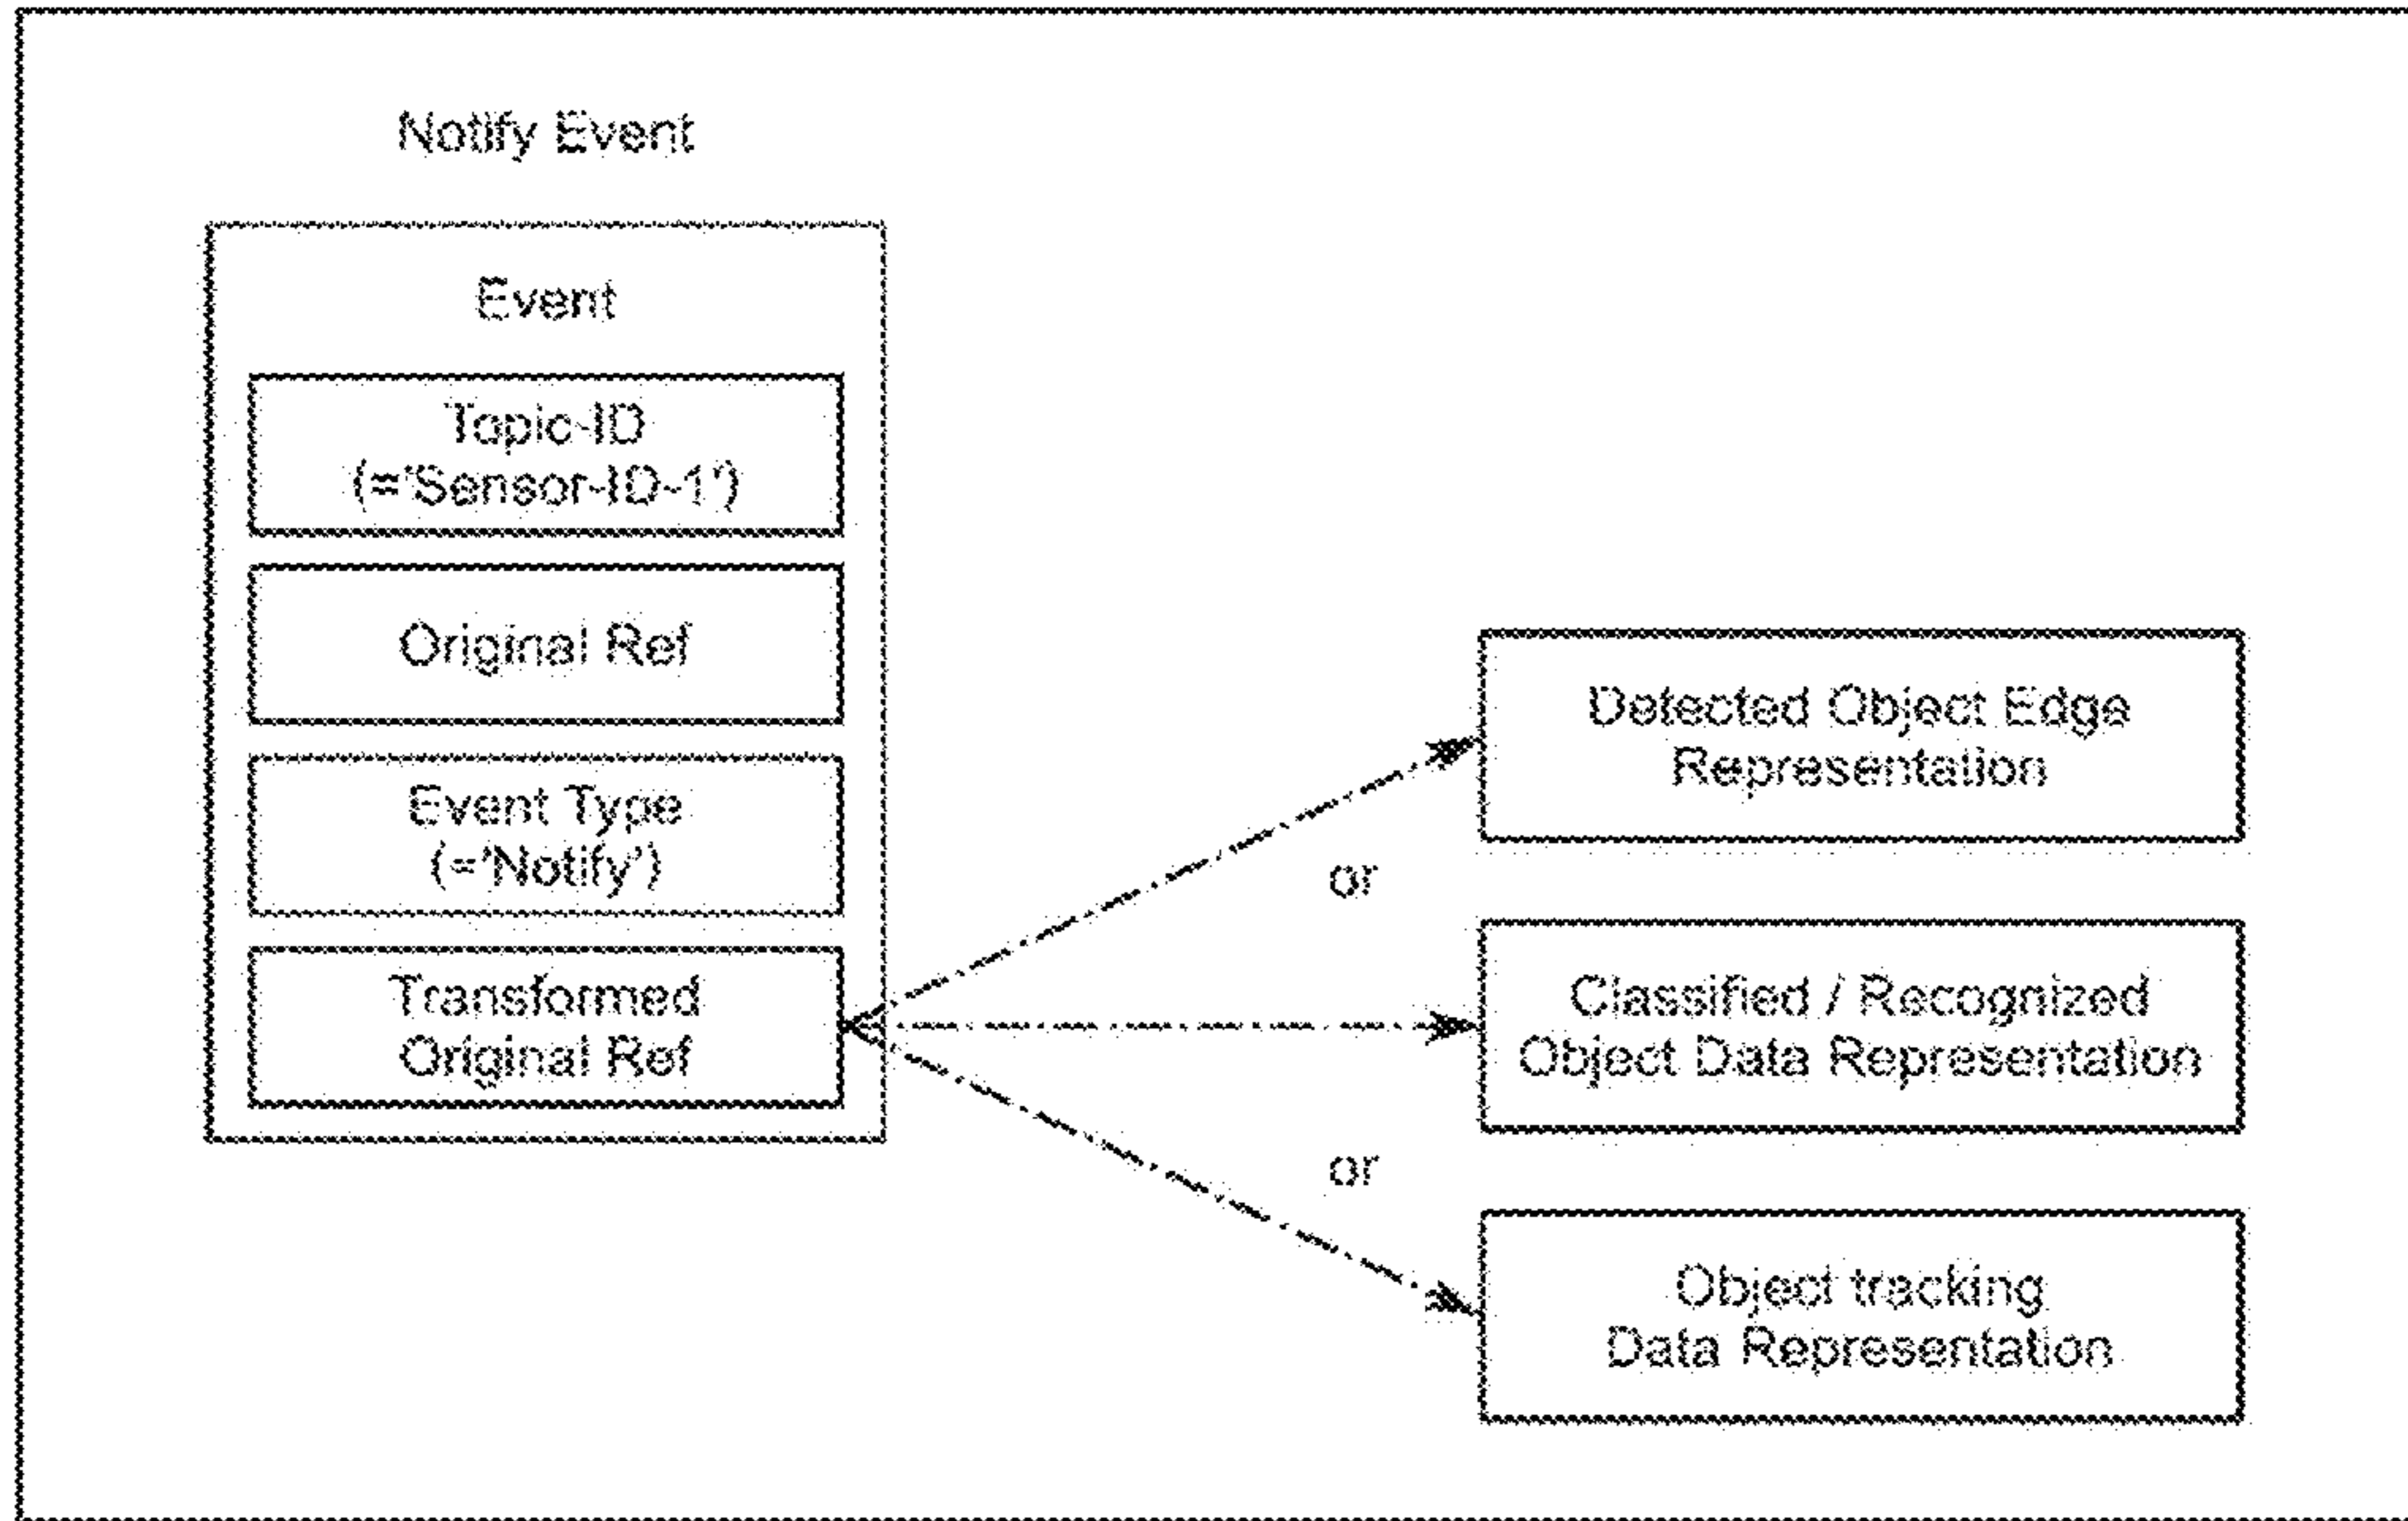 Notify Event
Event
Topic-ID
(='Sensor-ID-1')
Original Ref
Event Type
(='Notify')
Transformed
Original Ref
Detected Object Edge
Representation
or
Classified / Recognized
Object Data Representation
or
Object tracking
Data Representation